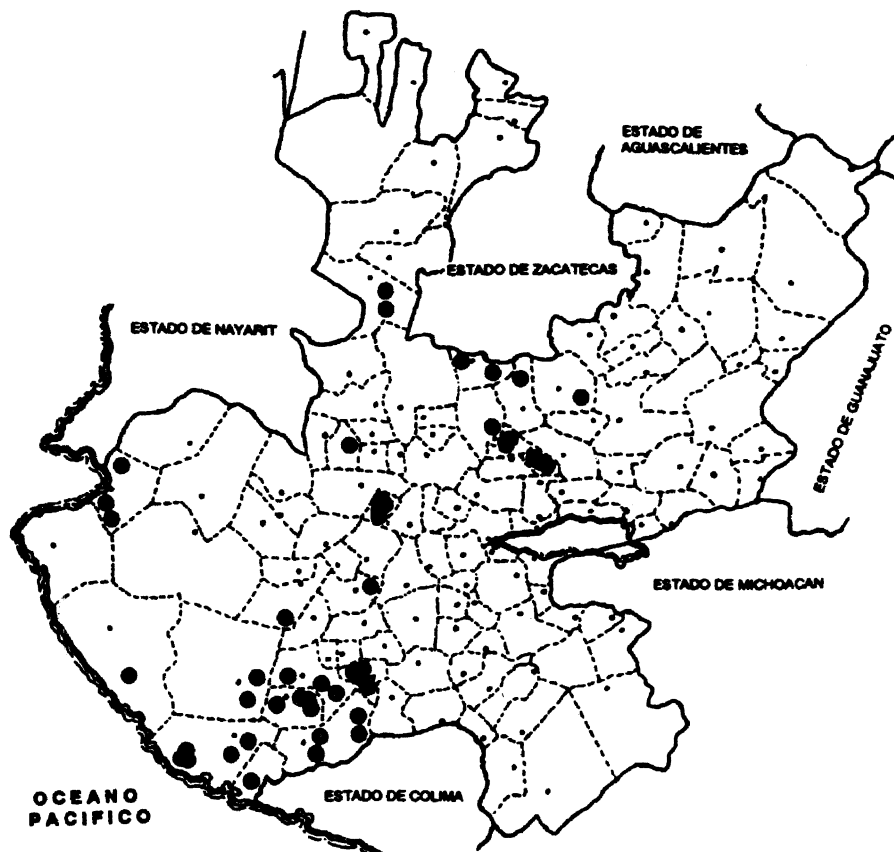 ESTADO DE
AGUASCALIENTES
ESTADO DE ZACATECAS
ESTADO DE NAYARIT
ESTADO DE GUANAJUATO
ESTADO DE MICHOACAN
ESTADO DE COLIMA
OCEANO
PACIFICO